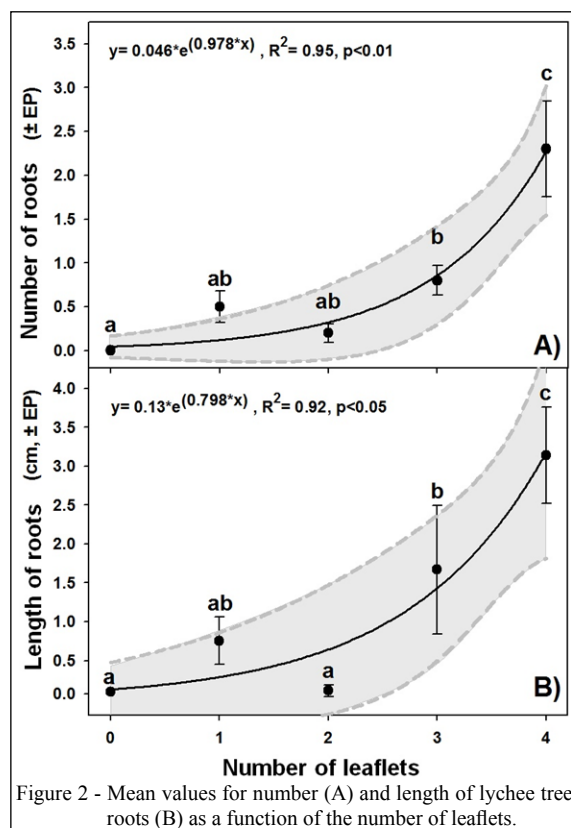 y= 0.046*e(0.978*x) , R2= 0.95, p<0.01
Number of roots (± EP)
3.5
3.0
2.5
2.0
1.5
1.0
0.5
0.0
a
ab
ab
b
c
A)
y= 0.13*e(0.798*x) , R2= 0.92, p<0.05
Length of roots (cm, ± EP)
4.0
3.5
3.0
2.5
2.0
1.5
1.0
0.5
0.0
a
ab
a
b
c
B)
0 1 2 3 4
Number of leaflets
Figure 2 - Mean values for number (A) and length of lychee tree
roots (B) as a function of the number of leaflets.